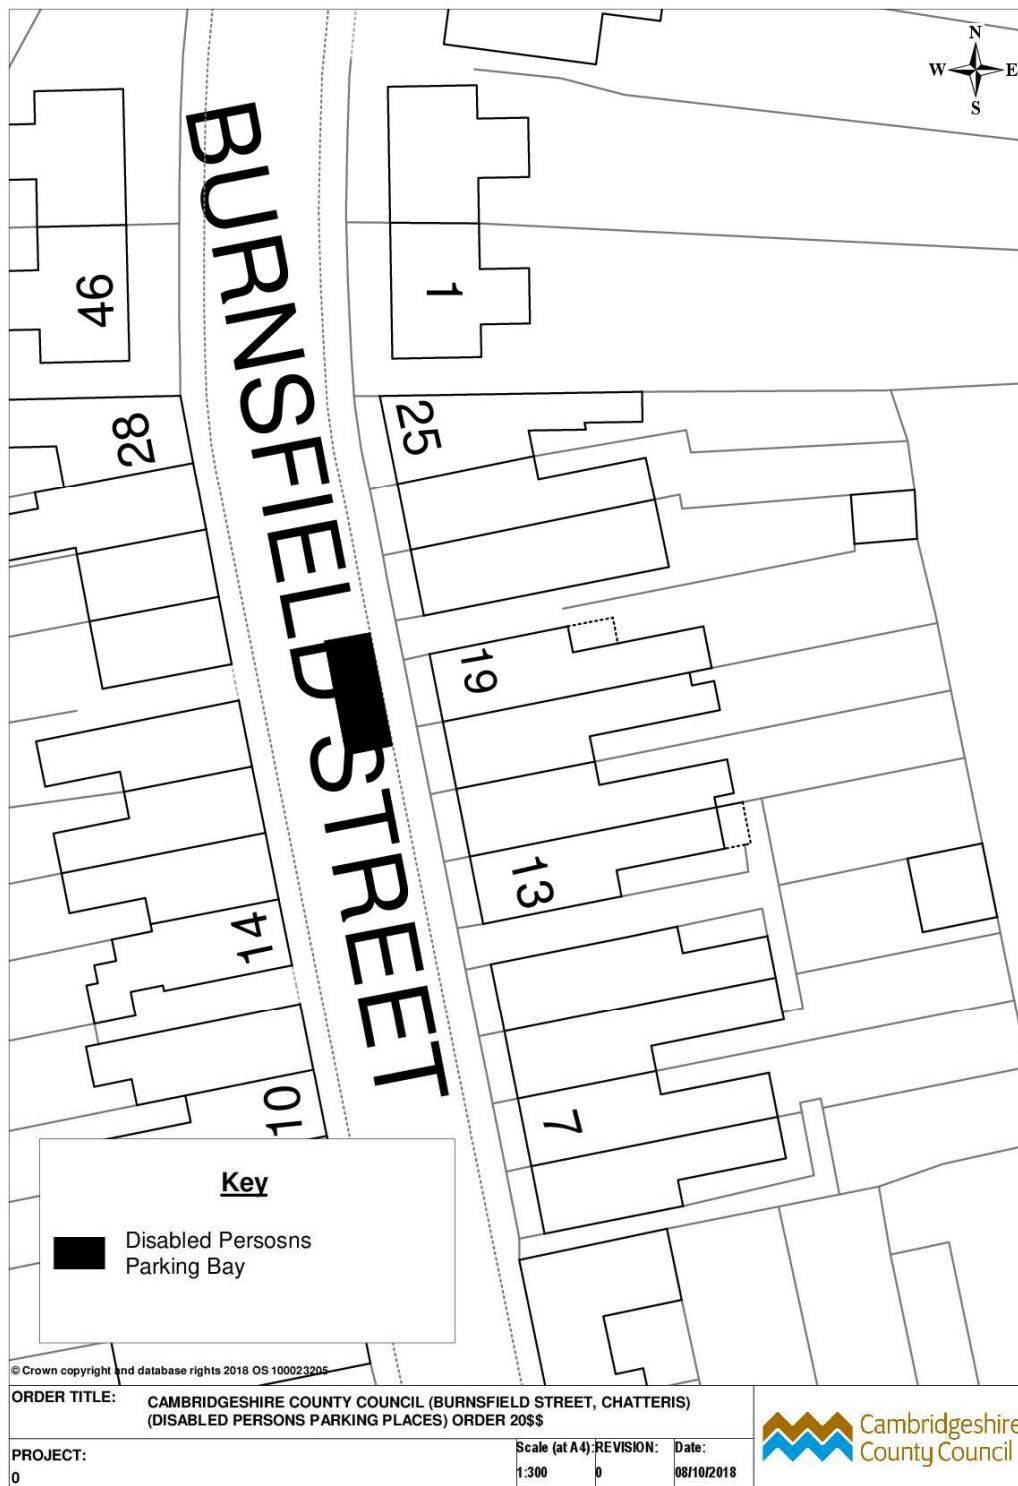 N
W E
S
BURNSFIELD STREET
46
1
28
25
19
13
14
10
7
Key
Disabled Persosns
Parking Bay
© Crown copyright and database rights 2018 OS 100023205
ORDER TITLE:
CAMBRIDGESHIRE COUNTY COUNCIL (BURNSFIELD STREET, CHATTERIS)
(DISABLED PERSONS PARKING PLACES) ORDER 20$$
PROJECT:
0
Scale (at A4):
1:300
REVISION:
0
Date:
08/10/2018
Cambridgeshire
County Council